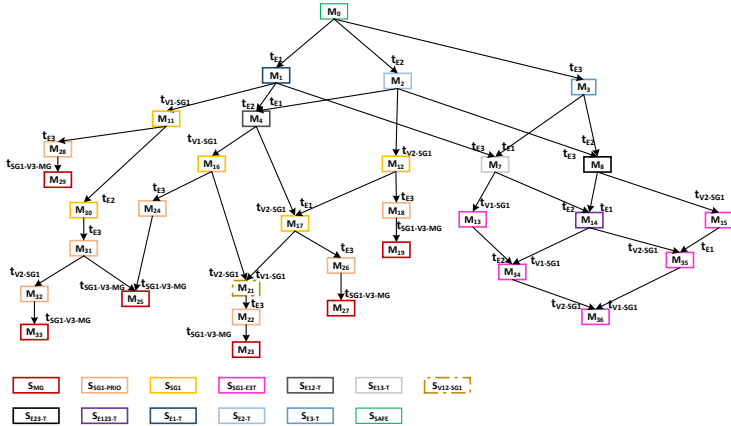 M0
tE1
tE2
tE3
M1
M2
M3
tV1-SG1
tE2
tE1
M11
M4
tE3
tE1
tE2
tE3
M28
tV1-SG1
tV2-SG1
tE3
M7
M8
tSG1-V3-MG
M16
M12
M29
tE3
tE2
tE1
tE3
tV1-SG1
tE2
tE1
tV2-SG1
M30
M24
tV2-SG1
M17
M18
M13
M14
M15
tE3
tSG1-V3-MG
M31
M19
tE3
tE2
tV1-SG1
tV2-SG1
tE1
M26
M34
M35
tV2-SG1
tSG1-V3-MG
tSG1-V3-MG
tV2-SG1
tV1-SG1
M32
M25
M21
tSG1-V3-MG
tE3
M27
tV2-SG1
tV1-SG1
tSG1-V3-MG
M22
M36
M33
tSG1-V3-MG
M23
SMG
SSG1-PRIO
SSG1
SSG1-E3T
SE12-T
SE13-T
SV12-SG1
SE23-T
SE123-T
SE1-T
SE2-T
SE3-T
SSAFE